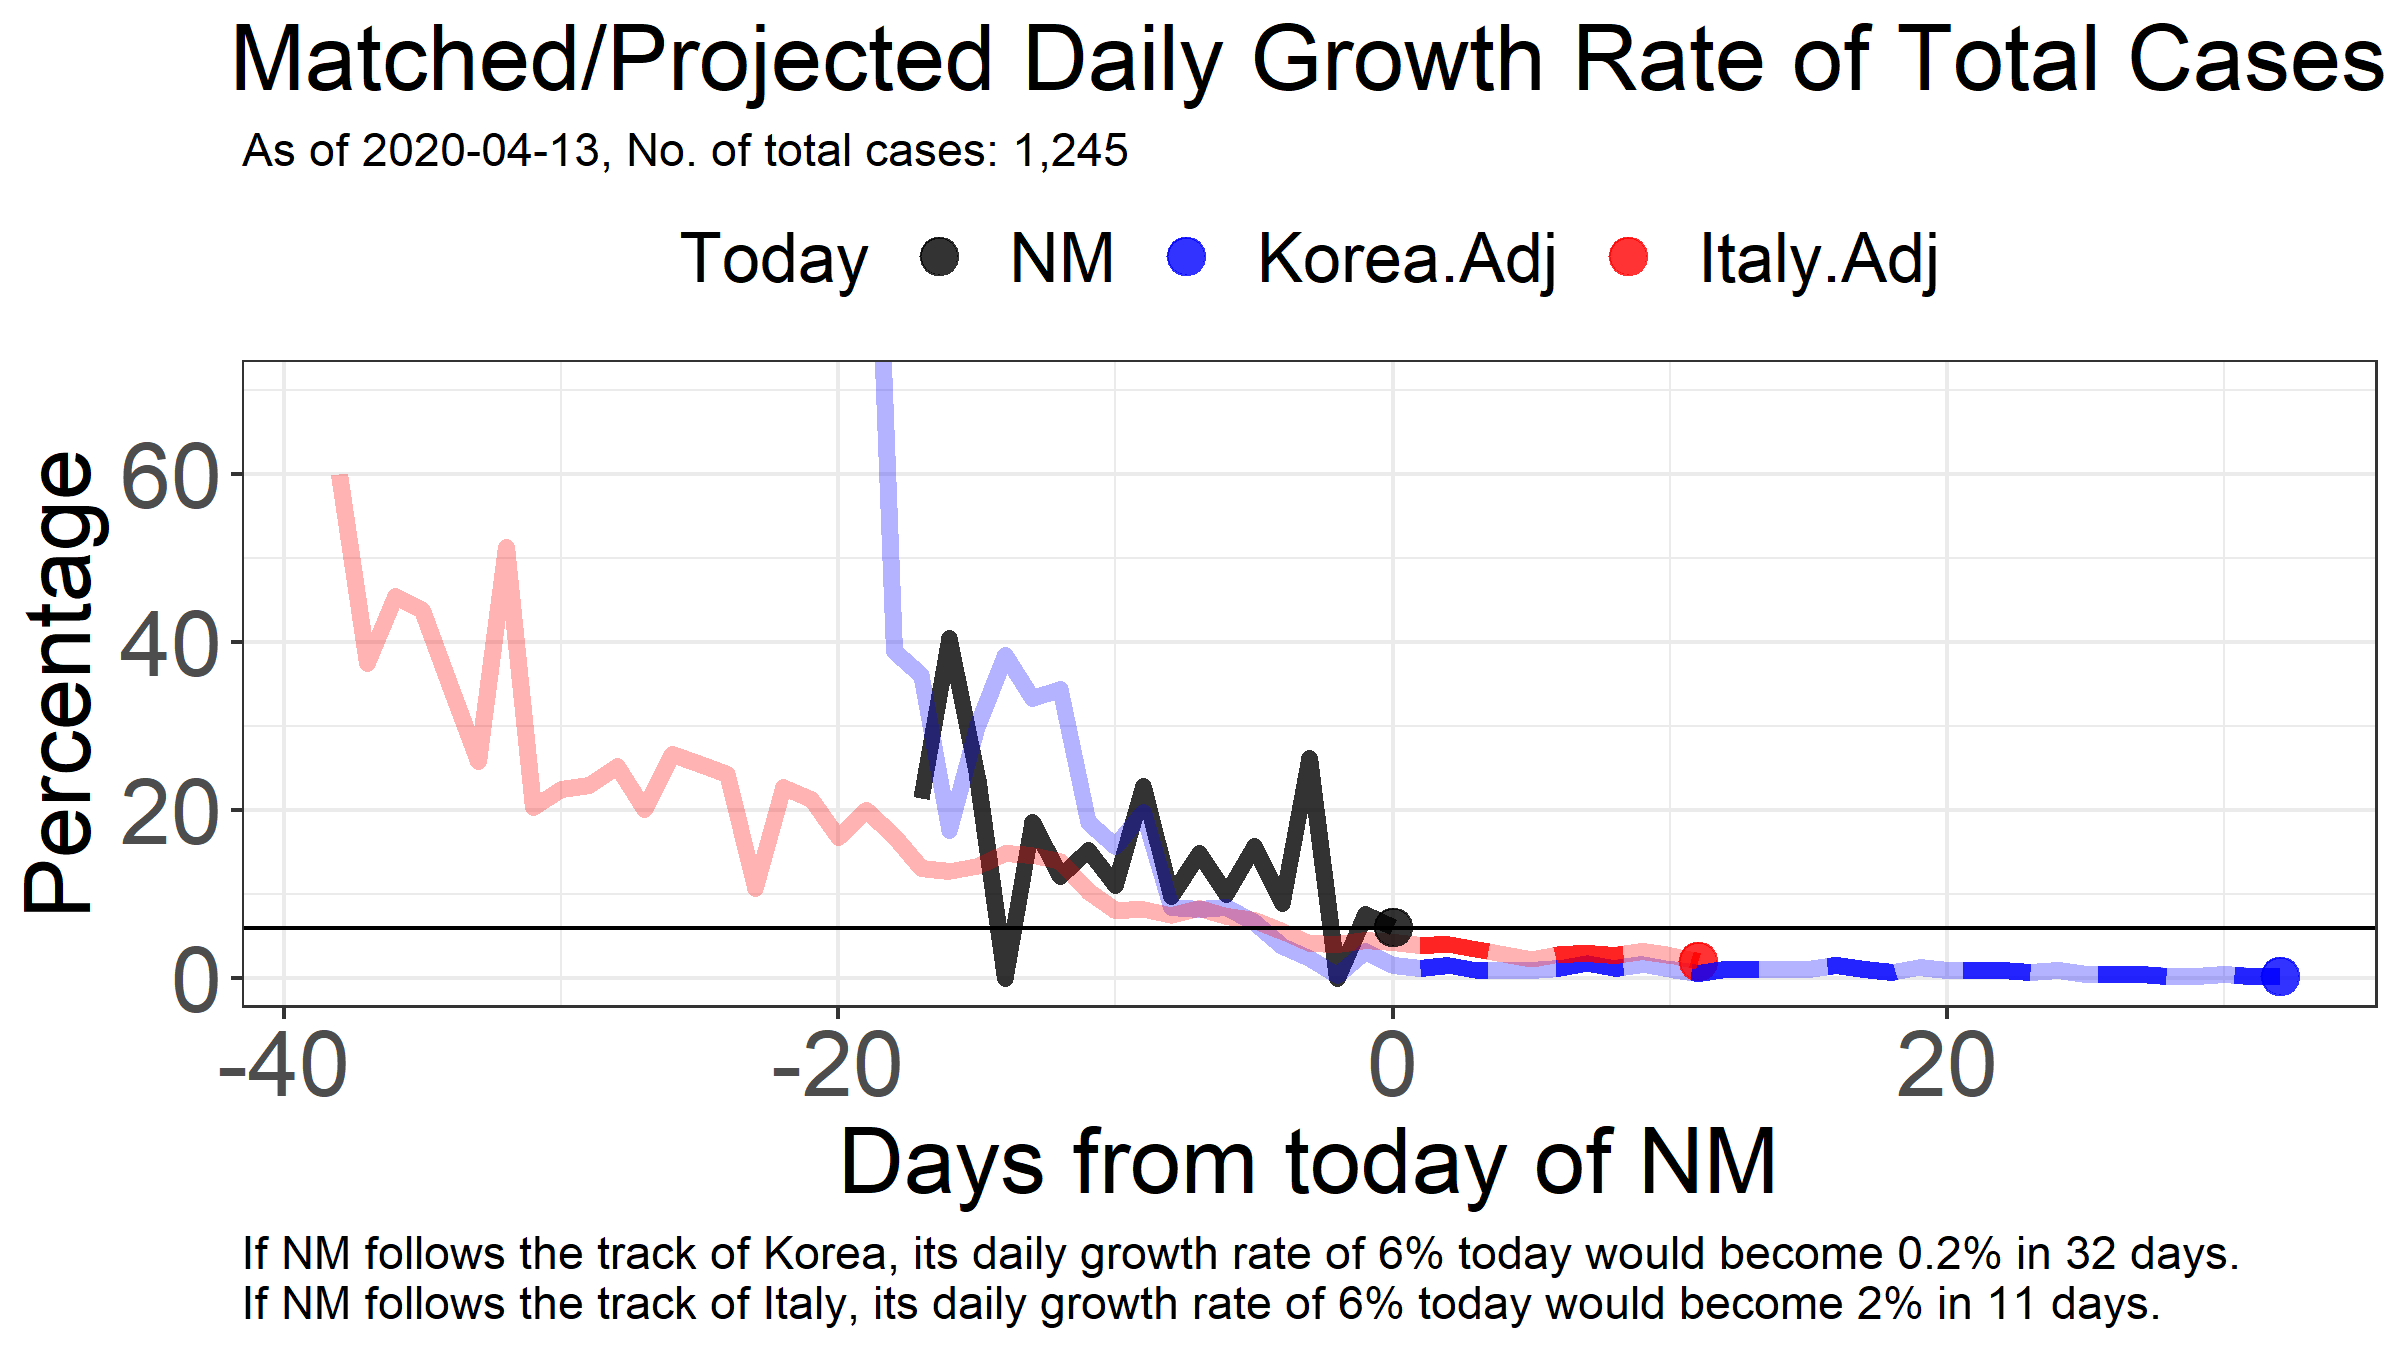 Matched/Projected Daily Growth Rate of Total Cases
As of 2020-04-13, No. of total cases: 1,245
Today NM Korea.Adj Italy.Adj
Percentage
60
40
20
0
-40 -20 0 20
Days from today of NM
If NM follows the track of Korea, its daily growth rate of 6% today would become 0.2% in 32 days.
If NM follows the track of Italy, its daily growth rate of 6% today would become 2% in 11 days.